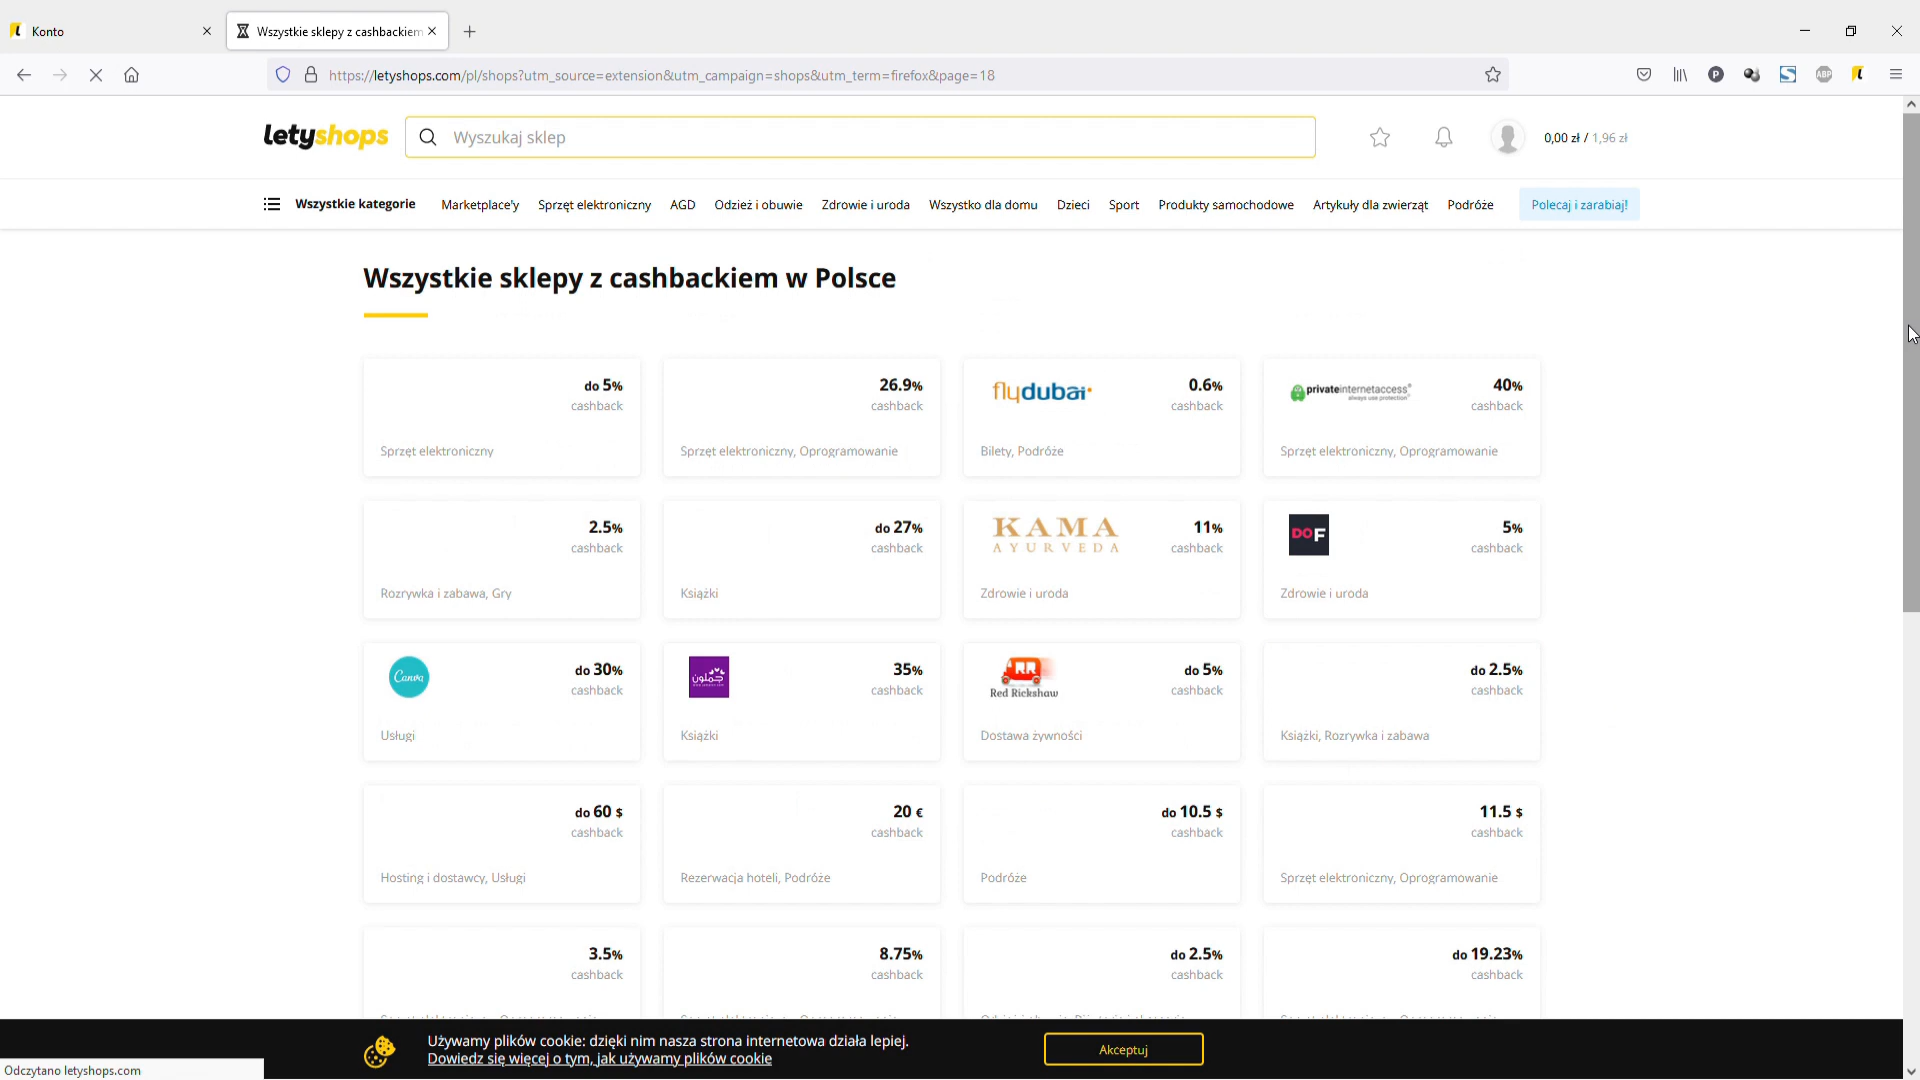 Konto
Wszystkie sklepy z cashbackiem
https://letyshops.com/pl/shops?utm_source=extension&utm_campaign=shops&utm_term=firefox&page=18
letyshops
Wyszukaj sklep
0,00 zł / 1,96 zł
Wszystkie kategorie Marketplace'y Sprzęt elektroniczny AGD Odzież i obuwie Zdrowie i uroda Wszystko dla domu Dzieci Sport Produkty samochodowe Artykuły dla zwierząt Podróże Polecaj i zarabiaj!
Wszystkie sklepy z cashbackiem w Polsce
do 5%
cashback
Sprzęt elektroniczny
26.9%
cashback
Sprzęt elektroniczny, Oprogramowanie
flydubai
0.6%
cashback
Bilety, Podróże
privateinternetaccess®
always use protection®
40%
cashback
Sprzęt elektroniczny, Oprogramowanie
2.5%
cashback
Rozrywka i zabawa, Gry
do 27%
cashback
Książki
KAMA
AYURVEDA
11%
cashback
Zdrowie i uroda
DOF
5%
cashback
Zdrowie i uroda
Canva
do 30%
cashback
Usługi
جملون
35%
cashback
Książki
RR
Red Rickshaw
do 5%
cashback
Dostawa żywności
do 2.5%
cashback
Książki, Rozrywka i zabawa
do 60 $
cashback
Hosting i dostawcy, Usługi
20 €
cashback
Rezerwacja hoteli, Podróże
do 10.5 $
cashback
Podróże
11.5 $
cashback
Sprzęt elektroniczny, Oprogramowanie
3.5%
cashback
8.75%
cashback
do 2.5%
cashback
do 19.23%
cashback
Używamy plików cookie: dzięki nim nasza strona internetowa działa lepiej.
Dowiedz się więcej o tym, jak używamy plików cookie
Akceptuj
Odczytano letyshops.com